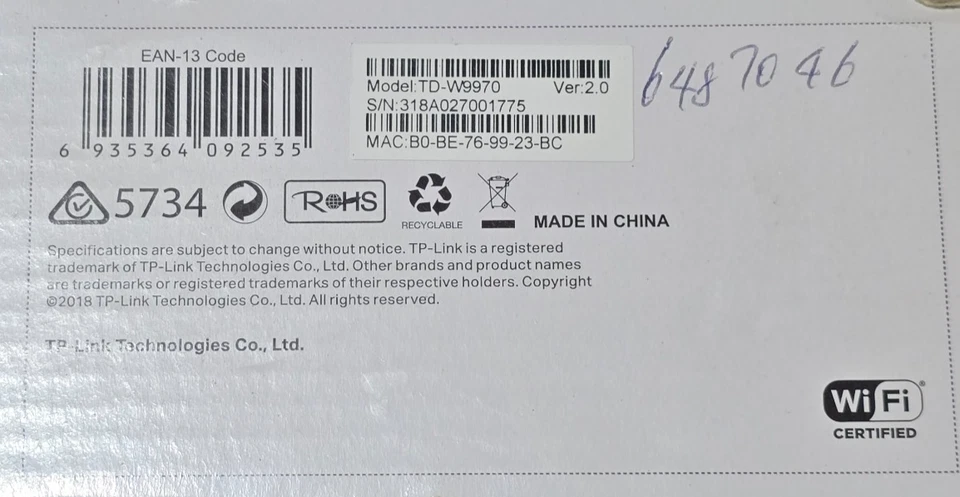 EAN-13 Code
6 935364 092535
Model:TD-W9970 Ver:2.0
S/N:318A027001775
MAC:B0-BE-76-99-23-BC
6487046
5734
RoHS
RECYCLABLE
MADE IN CHINA
Specifications are subject to change without notice. TP-Link is a registered
trademark of TP-Link Technologies Co., Ltd. Other brands and product names
are trademarks or registered trademarks of their respective holders. Copyright
©2018 TP-Link Technologies Co., Ltd. All rights reserved.
TP-Link Technologies Co., Ltd.
Wi Fi®
CERTIFIED